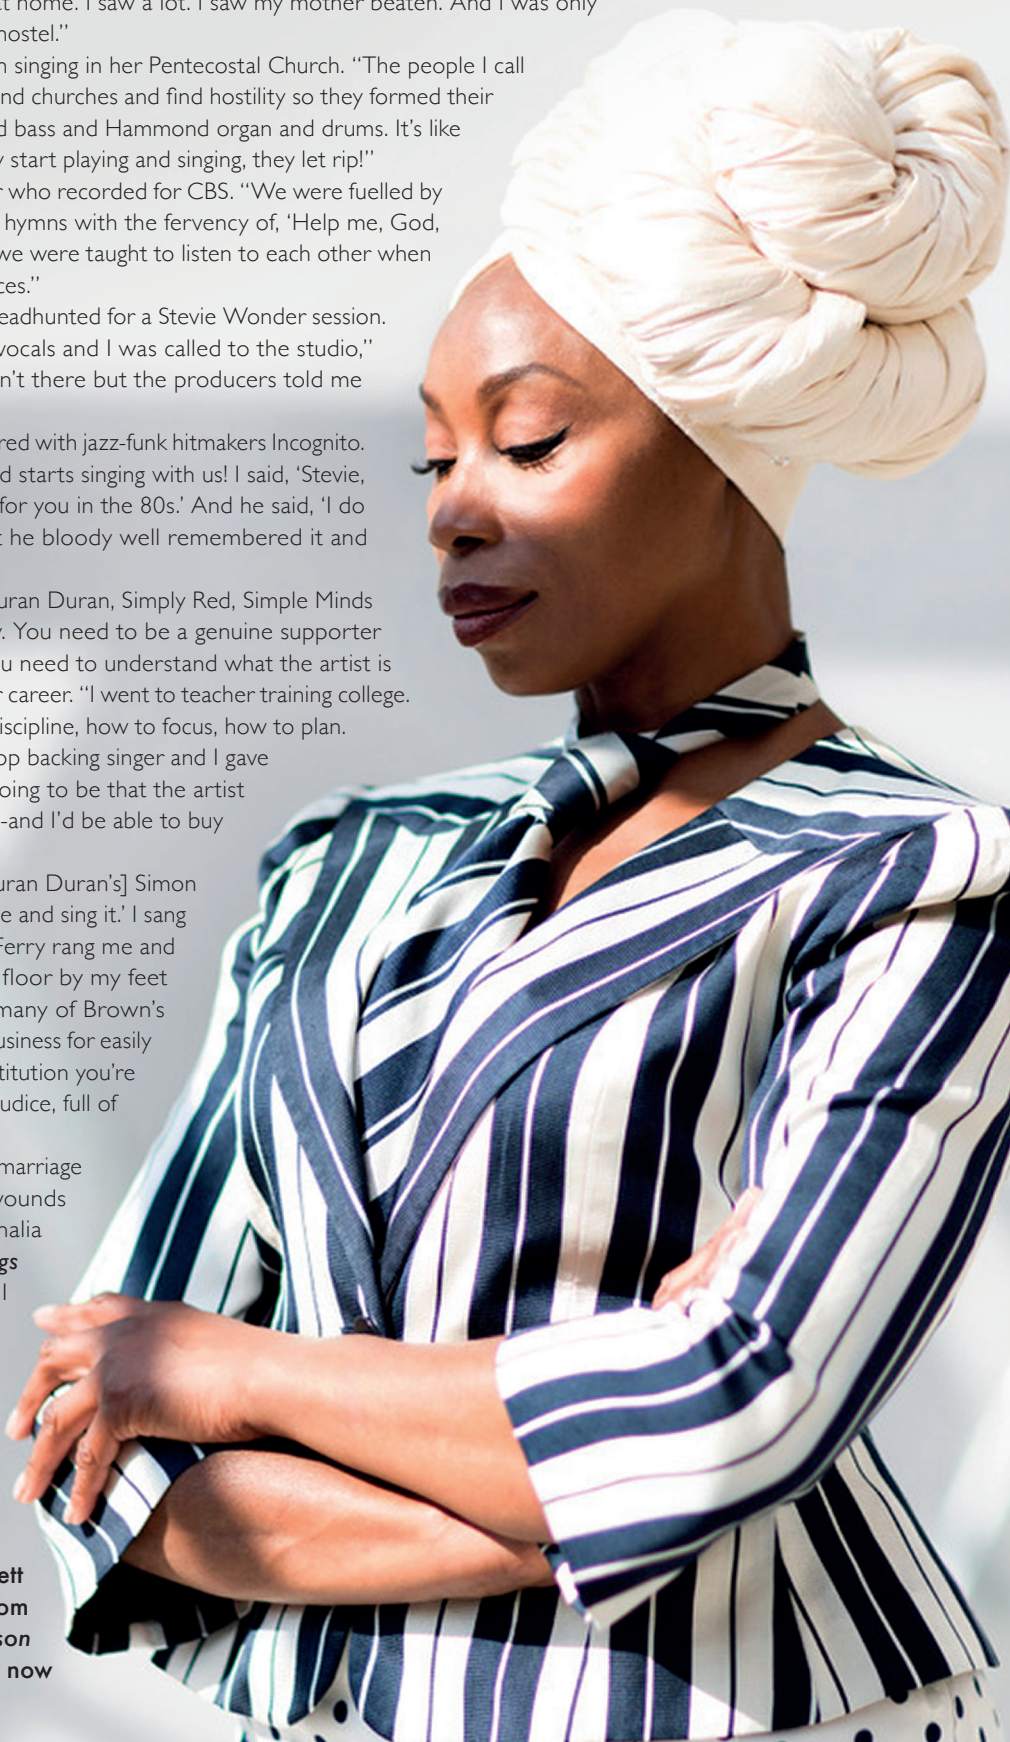 at home. I saw a lot. I saw my mother beaten. And I was only
hostel.”
singing in her Pentecostal Church. “The people I call
and churches and find hostility so they formed their
bass and Hammond organ and drums. It’s like
start playing and singing, they let rip!”
who recorded for CBS. “We were fuelled by
hymns with the fervency of, ‘Help me, God,
we were taught to listen to each other when
eadhunted for a Stevie Wonder session.
vocals and I was called to the studio,”
n’t there but the producers told me
red with jazz-funk hitmakers Incognito.
starts singing with us! I said, ‘Stevie,
for you in the 80s.’ And he said, ‘I do
he bloody well remembered it and
uran Duran, Simply Red, Simple Minds
You need to be a genuine supporter
u need to understand what the artist is
career. “I went to teacher training college.
iscipline, how to focus, how to plan.
op backing singer and I gave
oing to be that the artist
-and I’d be able to buy
uran Duran’s] Simon
e and sing it.’ I sang
Ferry rang me and
floor by my feet
many of Brown’s
usiness for easily
titution you’re
udice, full of
marriage
wounds
halia
gs
I
ett
om
son
now